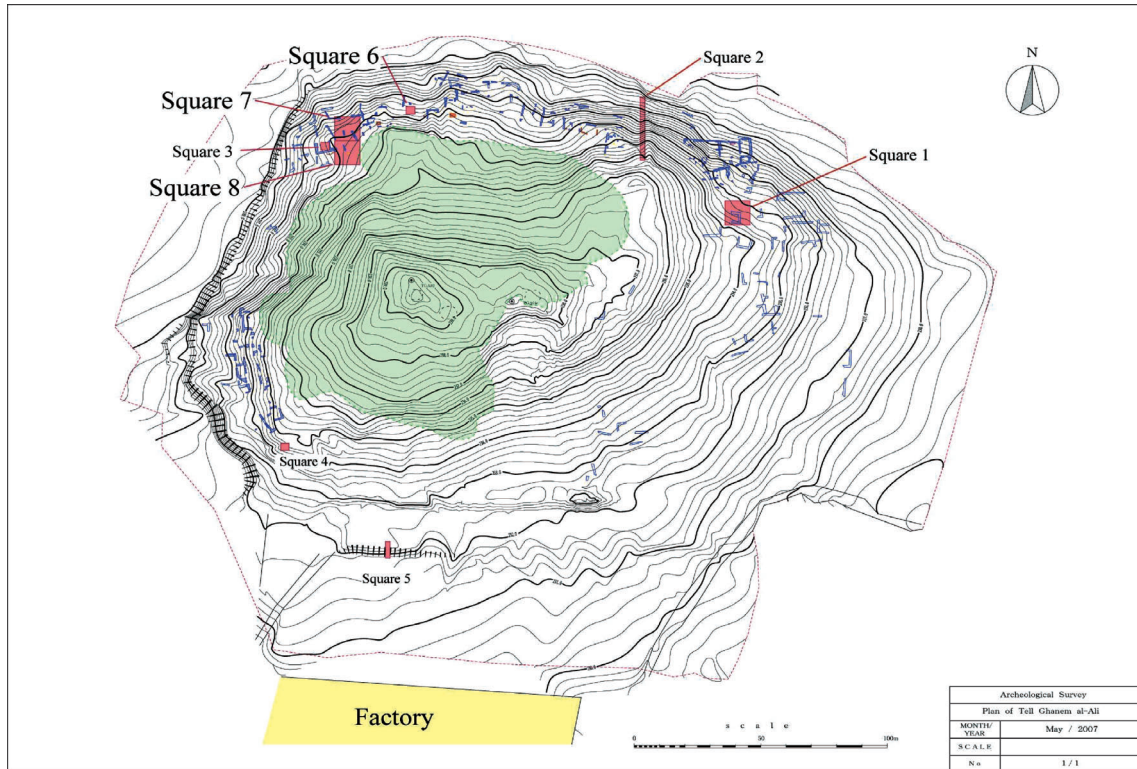 Square 6
Square 2
N
Square 7
Square 3
Square 1
Square 8
Square 4
Square 5
Factory
scale
0 50 100m
Archeological Survey
Plan of Tell Ghanem al-Ali
MONTH/
YEAR
May / 2007
SCALE
No
1/1